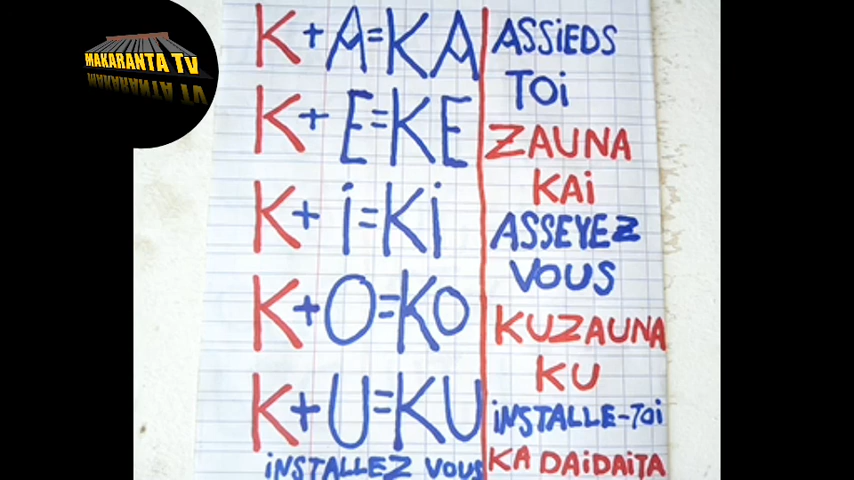 MAKARANTA TV
K+A=KA
K+E=KE
K+i=Ki
K+O=KO
K+U=KU
iNSTALLEZ VOUS
ASSiEDS
TOi
ZAUNA
KAi
ASSEYEZ
VOUS
KUZAUNA
KU
iNSTALLE-TOi
KA DAiDAiTA